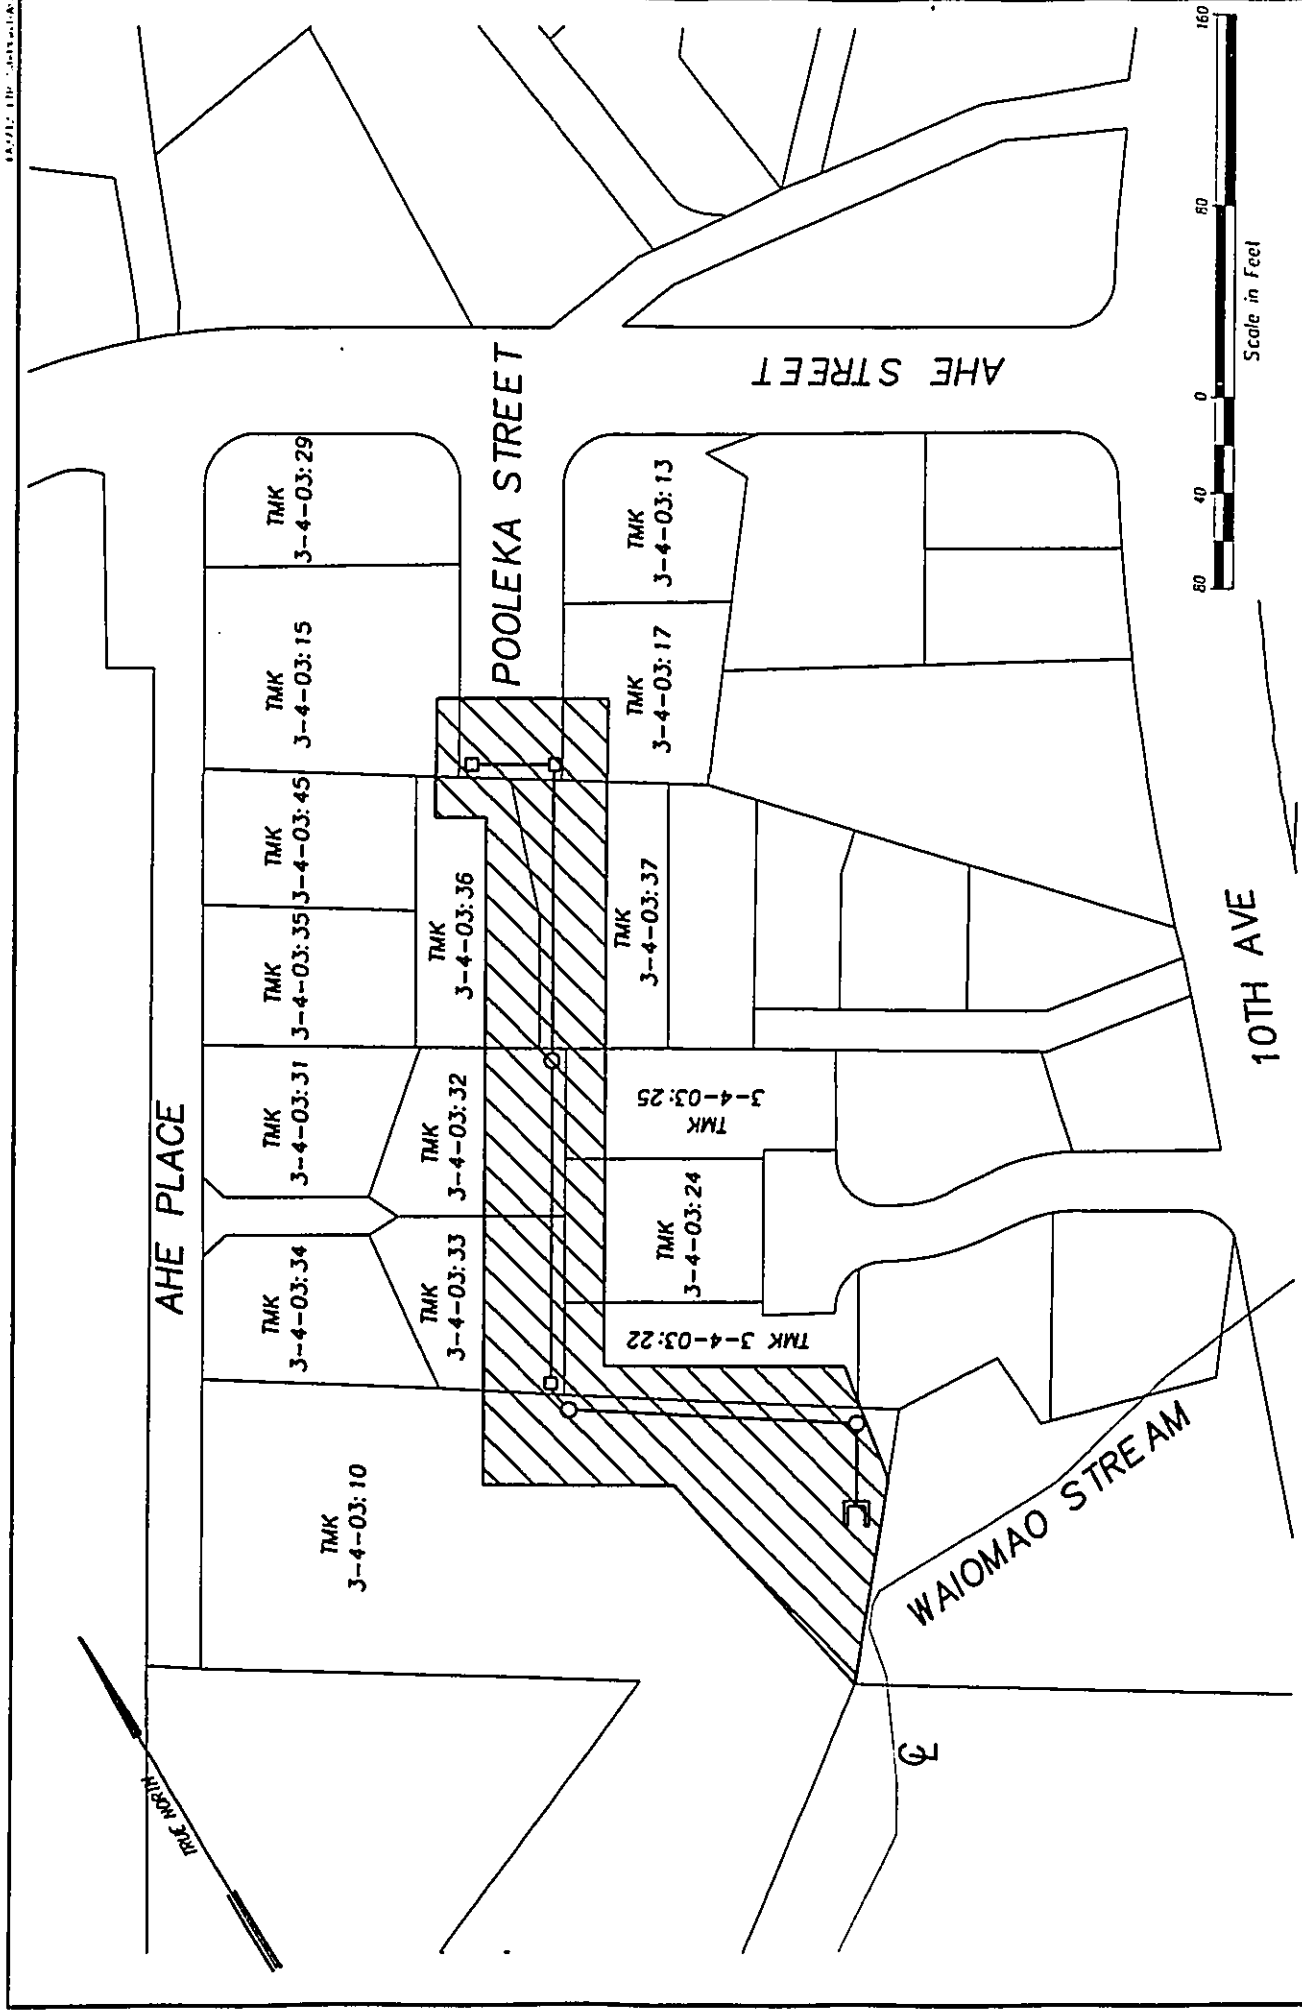 AHE PLACE
TRUE NORTH
TMK
3-4-03:10
TMK
3-4-03:34
TMK
3-4-03:31
TMK
3-4-03:35
TMK
3-4-03:45
TMK
3-4-03:15
TMK
3-4-03:29
TMK
3-4-03:33
TMK
3-4-03:32
TMK
3-4-03:36
POOLEKA STREET
TMK 3-4-03:22
TMK
3-4-03:24
TMK
3-4-03:25
TMK
3-4-03:37
TMK
3-4-03:17
TMK
3-4-03:13
AHE STREET
WAIOMAO STREAM
10TH AVE
80 40 0 80 160
Scale in Feet